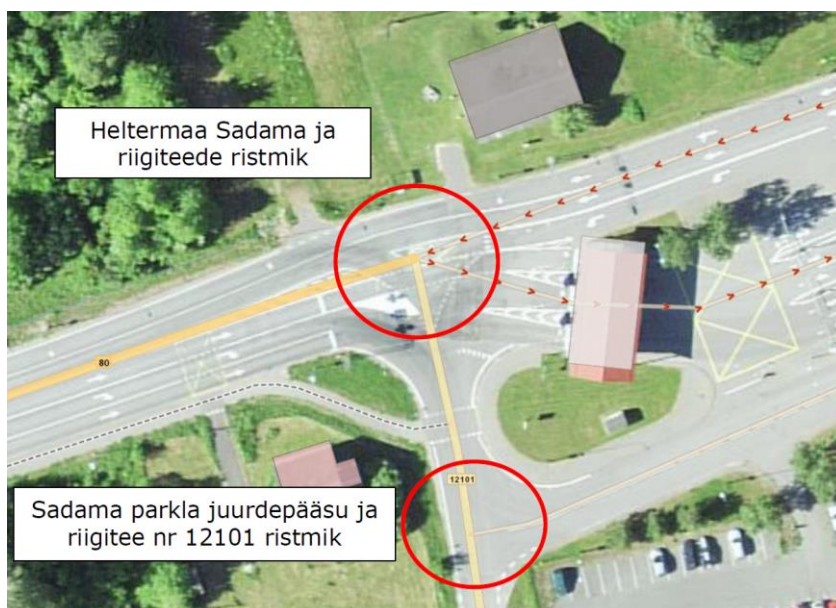 Heltermaa Sadama ja
riigiteede ristmik
80
12101
Sadama parkla juurdepääsu ja
riigitee nr 12101 ristmik